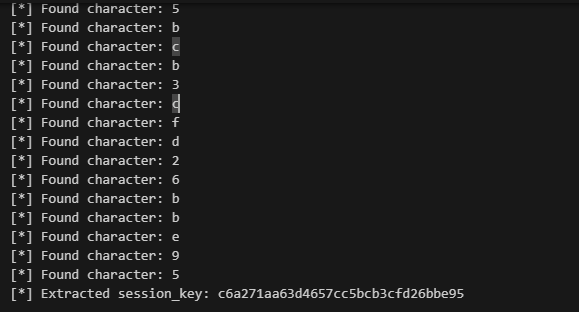 [*] Found character: 5
[*] Found character: b
[*] Found character: c
[*] Found character: b
[*] Found character: 3
[*] Found character: c
[*] Found character: f
[*] Found character: d
[*] Found character: 2
[*] Found character: 6
[*] Found character: b
[*] Found character: b
[*] Found character: e
[*] Found character: 9
[*] Found character: 5
[*] Extracted session_key: c6a271aa63d4657cc5bcb3cfd26bbe95